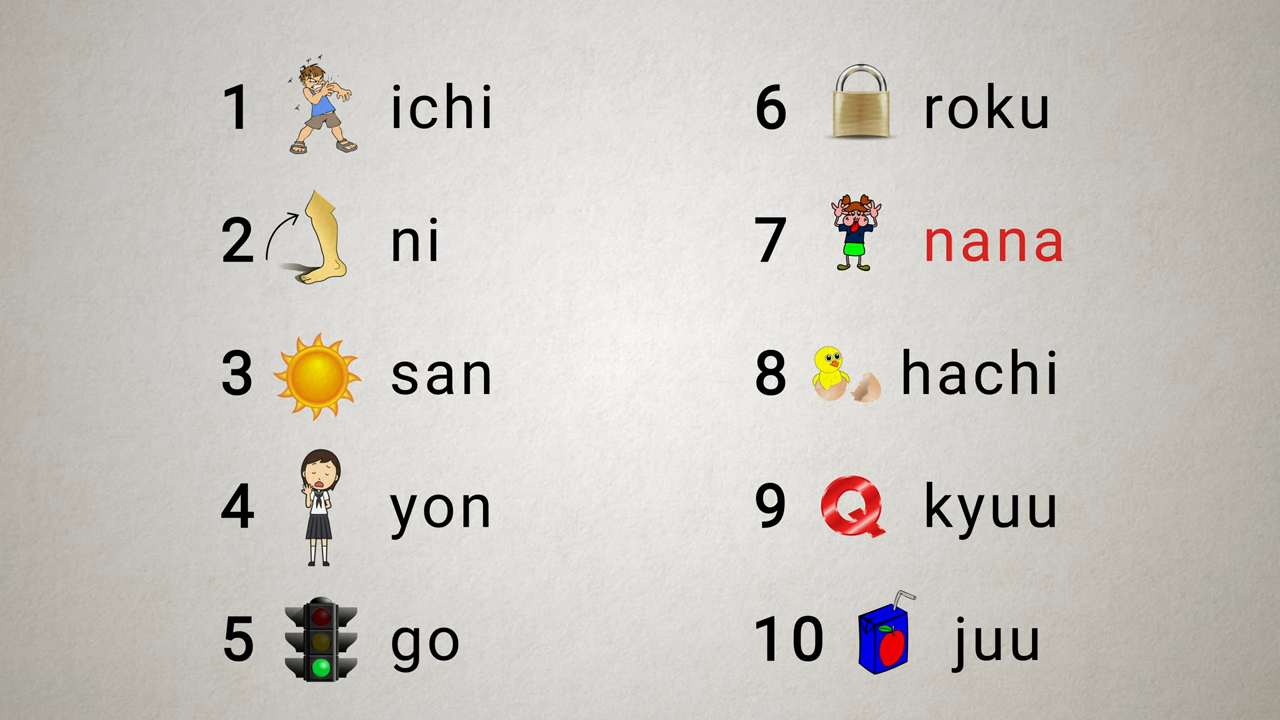 1 ichi
2 ni
3 san
4 yon
5 go
6 roku
7 nana
8 hachi
9 Q kyuu
10 juu